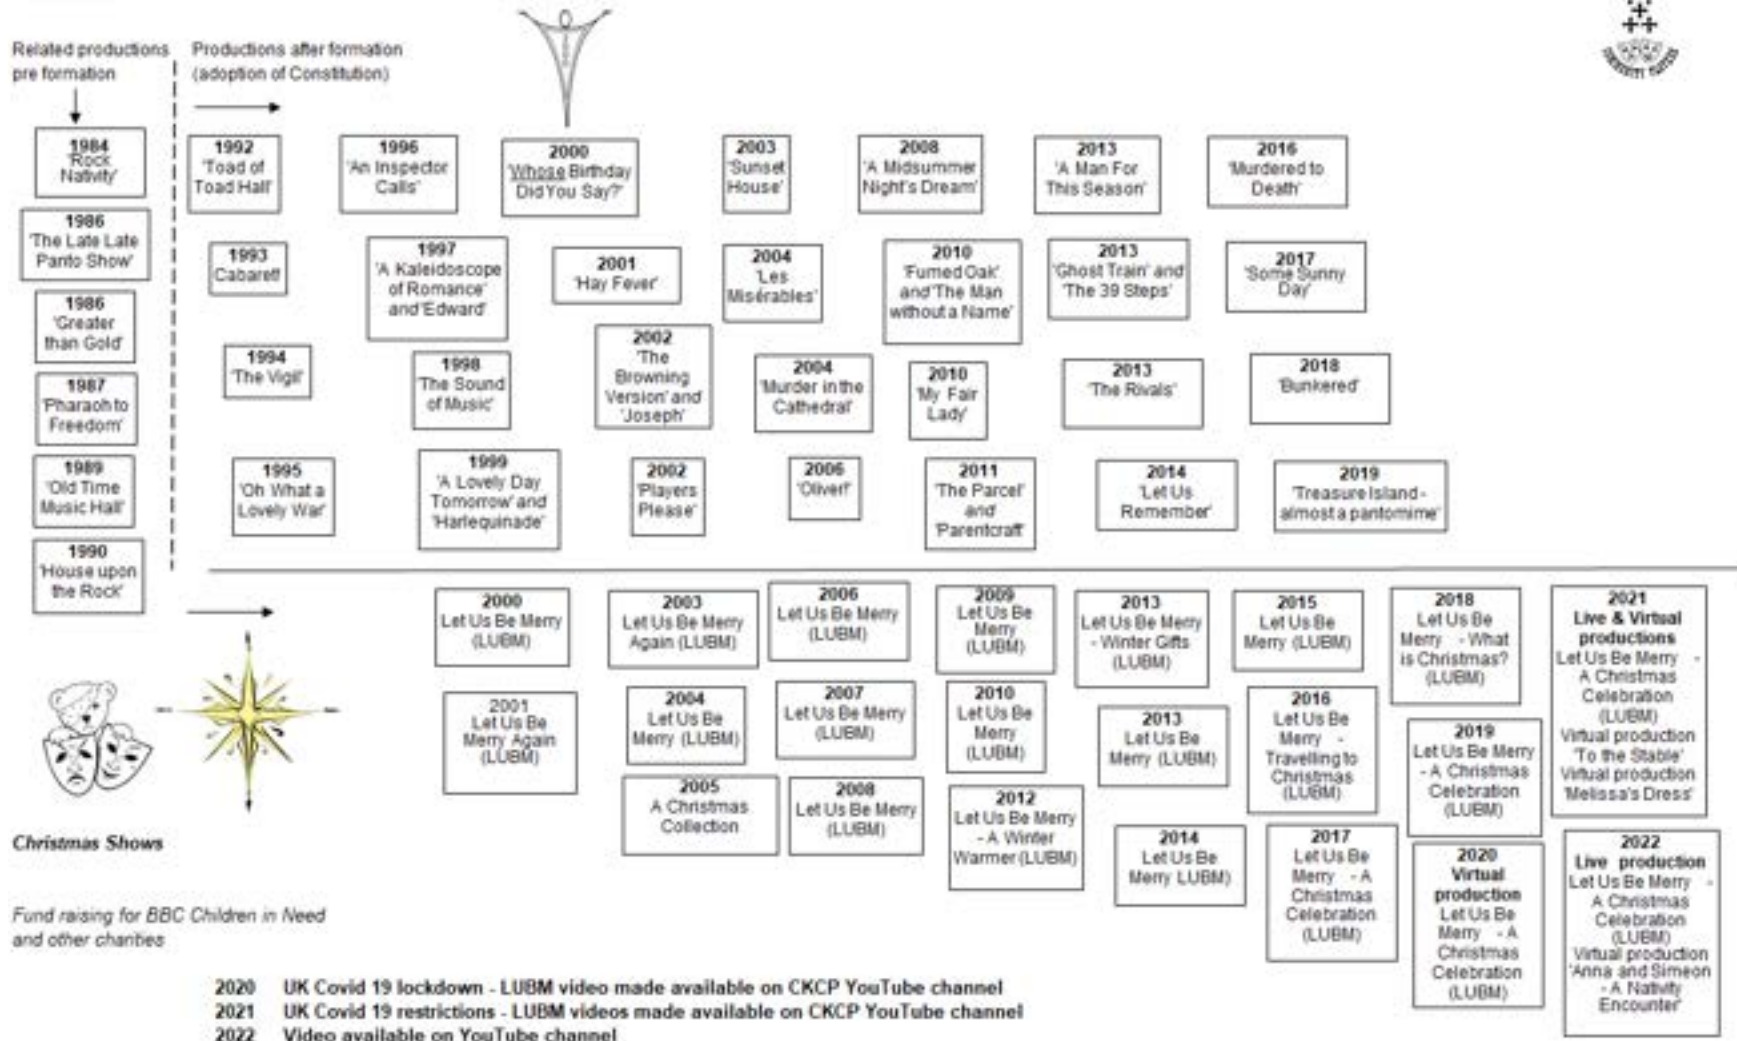 Related productions
pre formation
Productions after formation
(adoption of Constitution)
1984
'Rock
Nativity'
1986
'The Late Late
Panto Show'
1986
'Greater
than Gold'
1987
'Pharaoh to
Freedom'
1989
'Old Time
Music Hall'
1990
'House upon
the Rock'
1992
'Toad of
Toad Hall'
1993
Cabaret!
1994
'The Vigil'
1995
'Oh What a
Lovely War'
1996
'An Inspector
Calls'
1997
'A Kaleidoscope
of Romance'
and 'Edward'
1998
'The Sound
of Music'
1999
'A Lovely Day
Tomorrow' and
'Harlequinade'
2000
'Whose Birthday
Did You Say?'
2001
'Hay Fever'
2002
'The
Browning
Version' and
'Joseph'
2002
'Players
Please'
2003
'Sunset
House'
2004
'Les
Misérables'
2004
'Murder in the
Cathedral'
2006
'Oliver!'
2008
'A Midsummer
Night's Dream'
2010
'Fumed Oak'
and 'The Man
without a Name'
2010
'My Fair
Lady'
2011
'The Parcel'
and
'Parentcraft'
2013
'A Man For
This Season'
2013
'Ghost Train' and
'The 39 Steps'
2013
'The Rivals'
2014
'Let Us
Remember'
2016
'Murdered to
Death'
2017
'Some Sunny
Day'
2018
'Bunkered'
2019
'Treasure Island -
almost a pantomime'
2000
Let Us Be Merry
(LUBM)
2001
Let Us Be
Merry Again
(LUBM)
2003
Let Us Be Merry
Again (LUBM)
2004
Let Us Be
Merry (LUBM)
2005
A Christmas
Collection
2006
Let Us Be Merry
(LUBM)
2007
Let Us Be Merry
(LUBM)
2008
Let Us Be Merry
(LUBM)
2009
Let Us Be
Merry
(LUBM)
2010
Let Us Be
Merry
(LUBM)
2012
Let Us Be Merry
- A Winter
Warmer (LUBM)
2013
Let Us Be Merry
- Winter Gifts
(LUBM)
2013
Let Us Be
Merry (LUBM)
2014
Let Us Be
Merry LUBM)
2015
Let Us Be
Merry (LUBM)
2016
Let Us Be
Merry -
Travelling to
Christmas
(LUBM)
2017
Let Us Be
Merry - A
Christmas
Celebration
(LUBM)
2018
Let Us Be
Merry - What
is Christmas?
(LUBM)
2019
Let Us Be Merry
- A Christmas
Celebration
(LUBM)
2020
Virtual
production
Let Us Be
Merry - A
Christmas
Celebration
(LUBM)
2021
Live & Virtual
productions
Let Us Be Merry -
A Christmas
Celebration
(LUBM)
Virtual production
'To the Stable'
Virtual production
'Melissa's Dress'
2022
Live production
Let Us Be Merry -
A Christmas
Celebration
(LUBM)
Virtual production
'Anna and Simeon
- A Nativity
Encounter'
Christmas Shows
Fund raising for BBC Children in Need
and other charities
2020 UK Covid 19 lockdown - LUBM video made available on CKCP YouTube channel
2021 UK Covid 19 restrictions - LUBM videos made available on CKCP YouTube channel
2022 Video available on YouTube channel